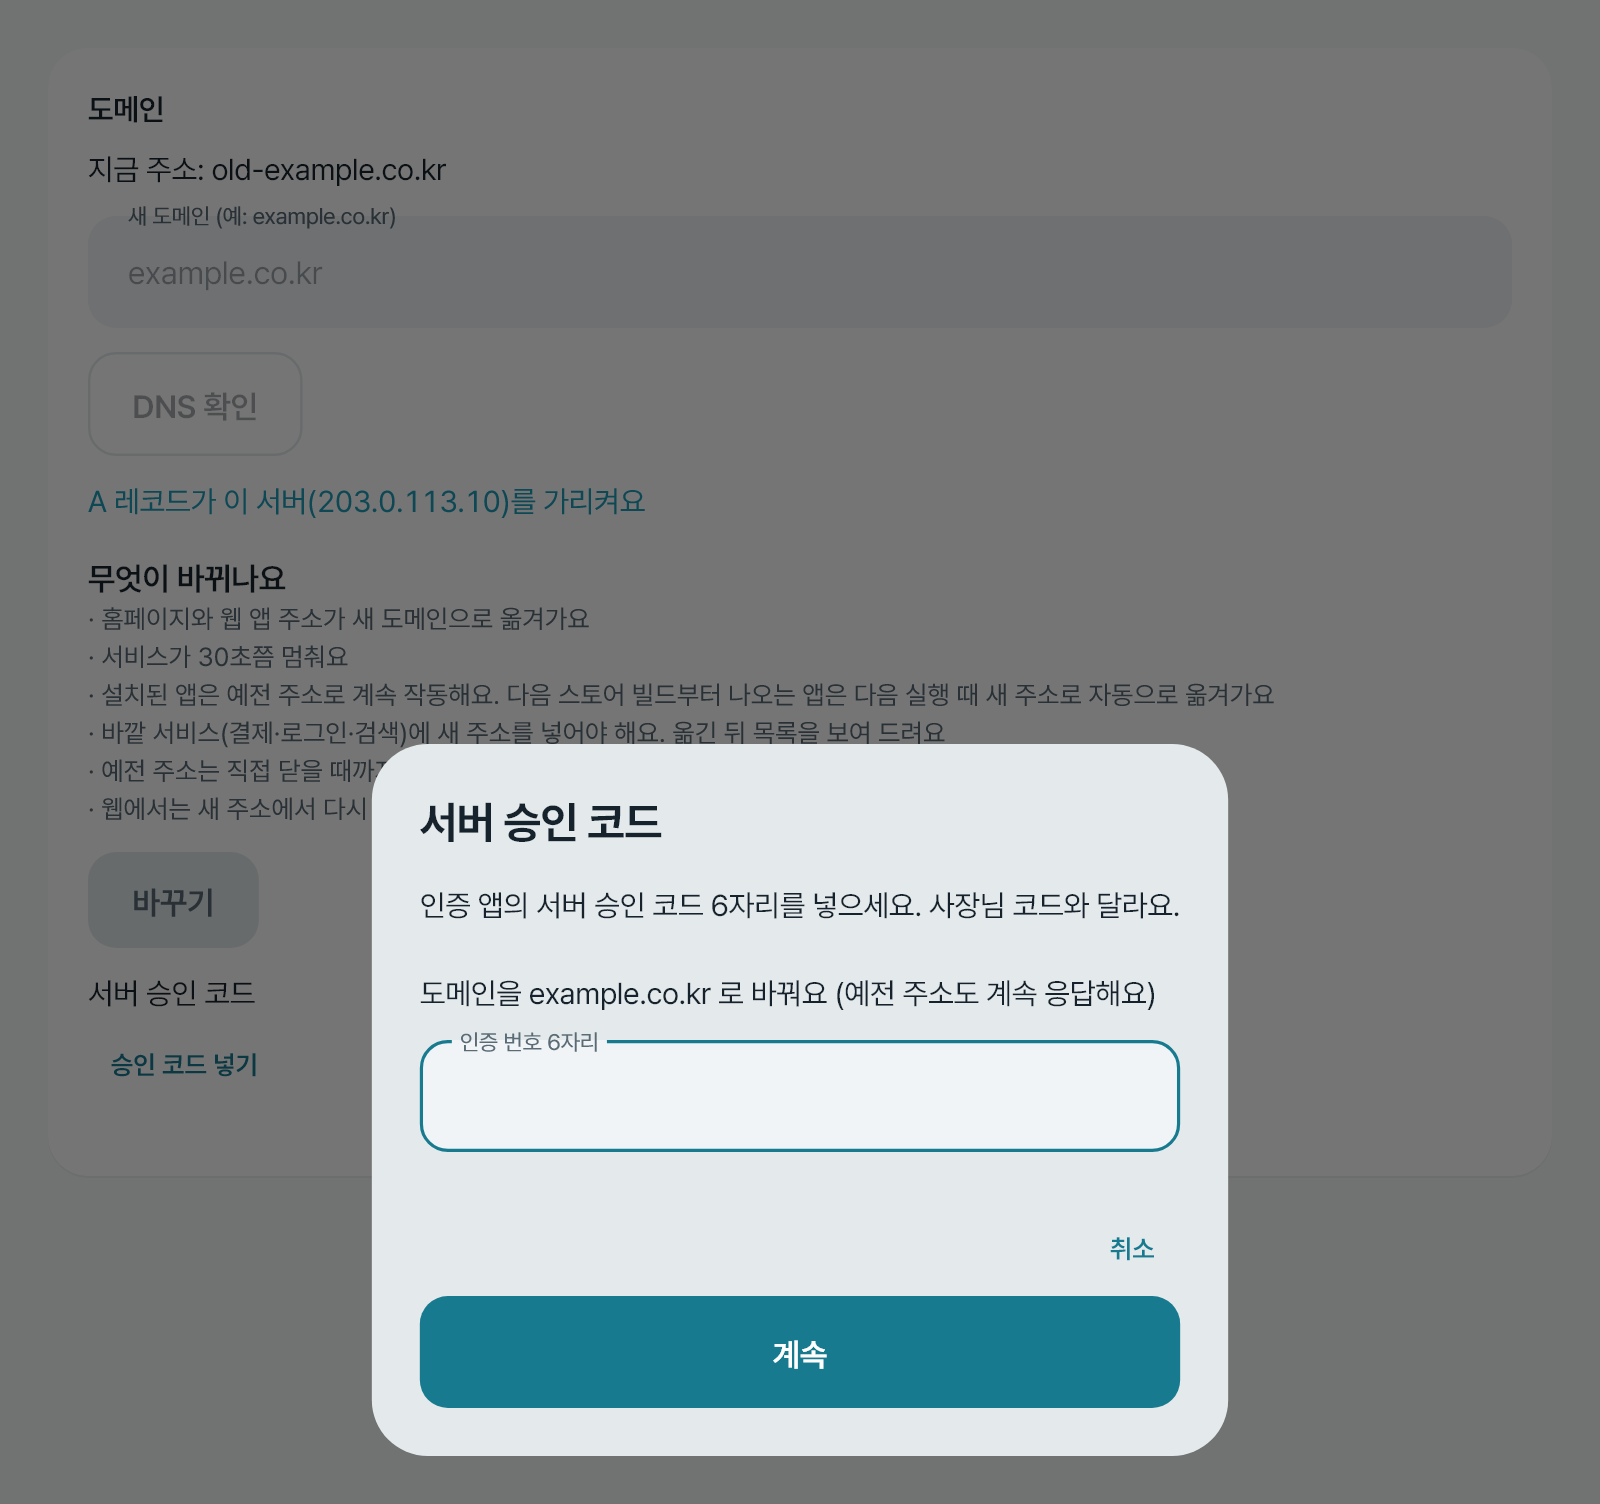 도메인
지금 주소: old-example.co.kr
새 도메인 (예: example.co.kr)
example.co.kr
DNS 확인
A 레코드가 이 서버(203.0.113.10)를 가리켜요
무엇이 바뀌나요
· 홈페이지와 웹 앱 주소가 새 도메인으로 옮겨가요
· 서비스가 30초쯤 멈춰요
· 설치된 앱은 예전 주소로 계속 작동해요. 다음 스토어 빌드부터 나오는 앱은 다음 실행 때 새 주소로 자동으로 옮겨가요
· 바깥 서비스(결제·로그인·검색)에 새 주소를 넣어야 해요. 옮긴 뒤 목록을 보여 드려요
· 예전 주소는 직접 닫을 때까
· 웹에서는 새 주소에서 다시
바꾸기
서버 승인 코드
승인 코드 넣기
서버 승인 코드
인증 앱의 서버 승인 코드 6자리를 넣으세요. 사장님 코드와 달라요.
도메인을 example.co.kr 로 바꿔요 (예전 주소도 계속 응답해요)
인증 번호 6자리
취소
계속